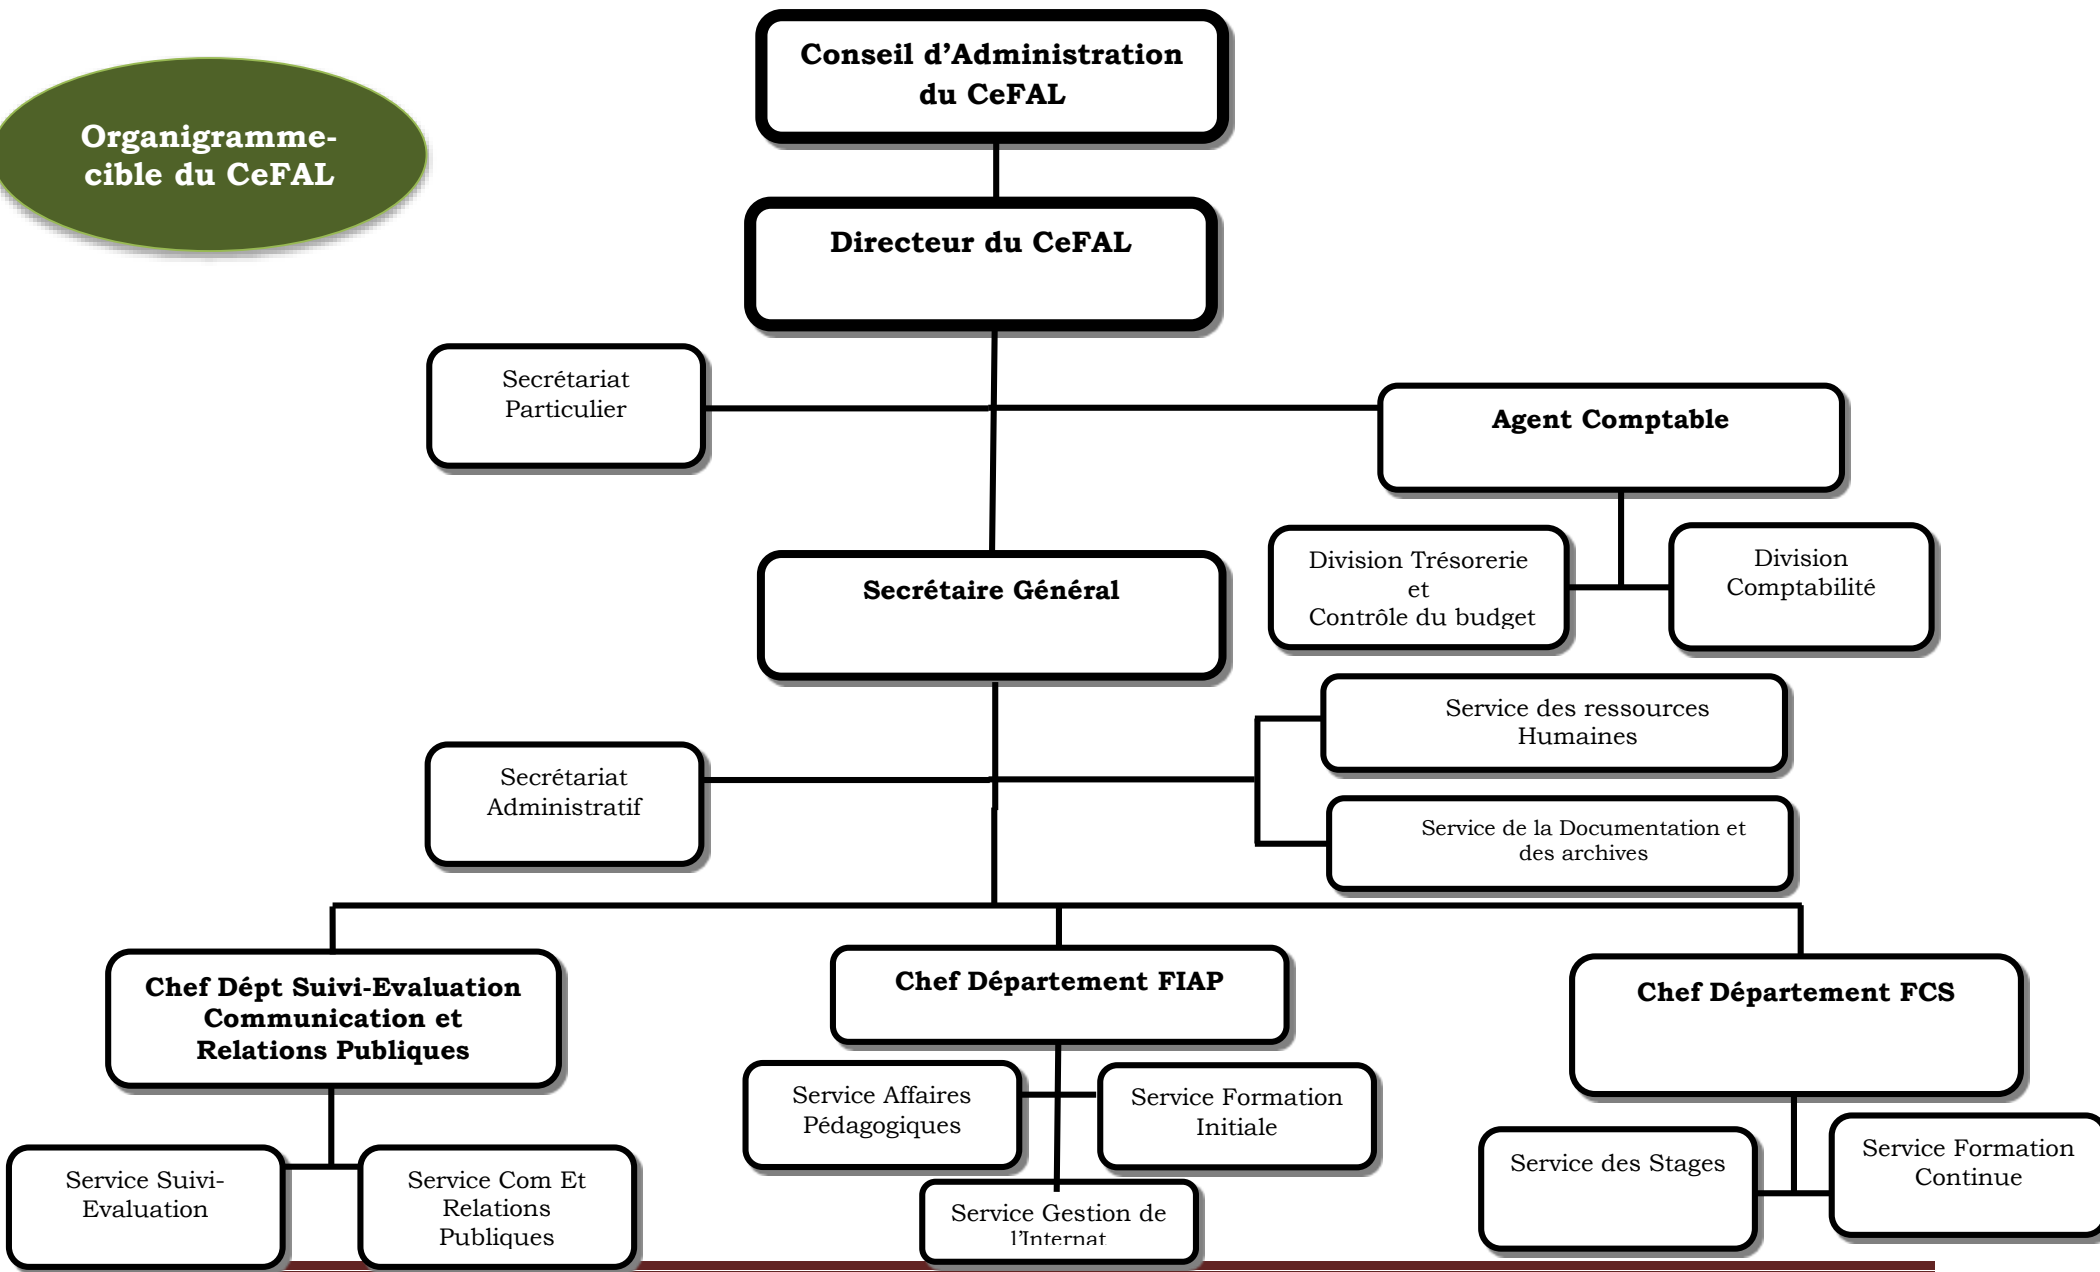 Organigramme-
cible du CeFAL
Conseil d’Administration
du CeFAL
Directeur du CeFAL
Secrétariat
Particulier
Agent Comptable
Division Trésorerie
et
Contrôle du budget
Division
Comptabilité
Secrétaire Général
Service des ressources
Humaines
Secrétariat
Administratif
Service de la Documentation et
des archives
Chef Dépt Suivi-Evaluation
Communication et
Relations Publiques
Chef Département FIAP
Chef Département FCS
Service Affaires
Pédagogiques
Service Formation
Initiale
Service des Stages
Service Formation
Continue
Service Suivi-
Evaluation
Service Com Et
Relations
Publiques
Service Gestion de
l’Internat